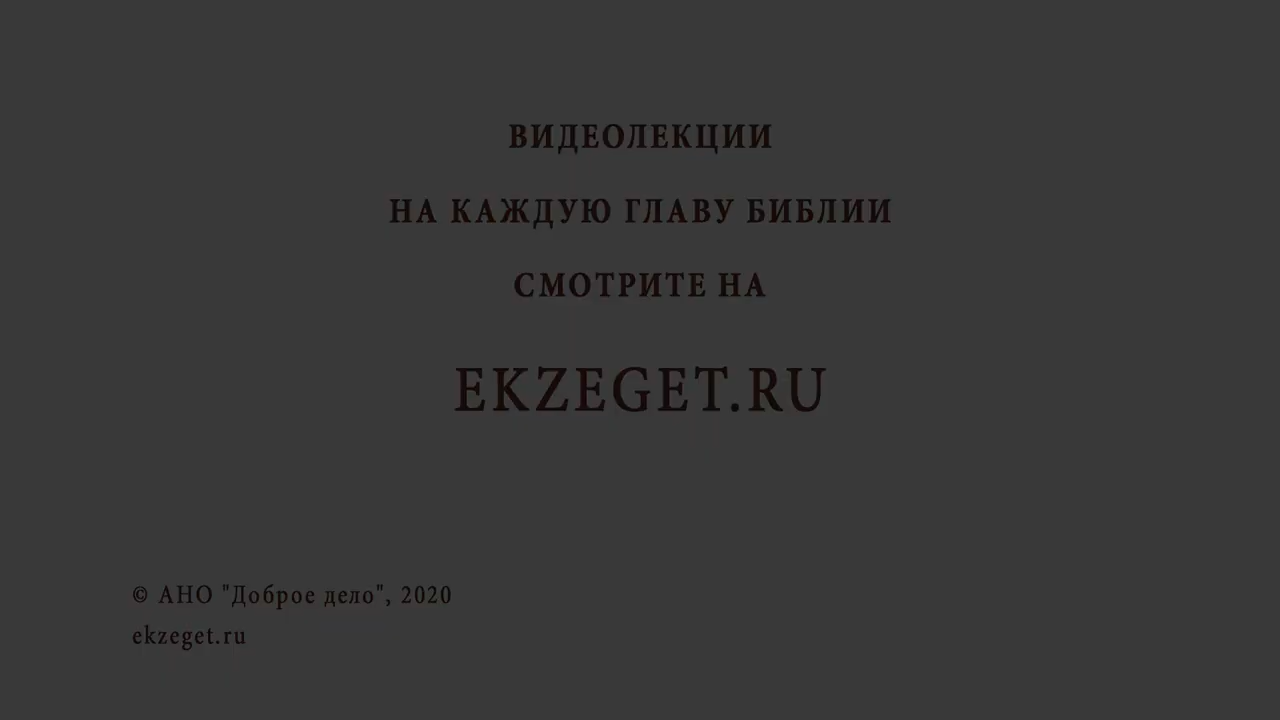 ВИДЕОЛЕКЦИИ
НА КАЖДУЮ ГЛАВУ БИБЛИИ
СМОТРИТЕ НА
EKZEGET.RU
© АНО "Доброе дело", 2020
ekzeget.ru